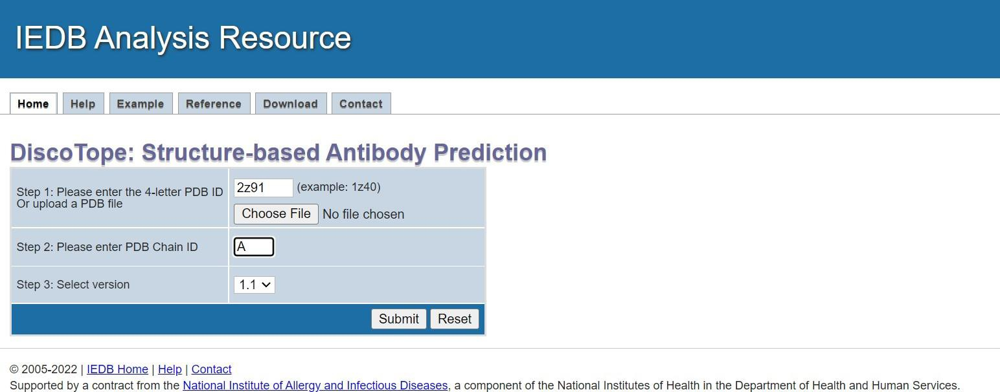 IEDB Analysis Resource
Home Help Example Reference Download Contact
DiscoTope: Structure-based Antibody Prediction
Step 1: Please enter the 4-letter PDB ID
Or upload a PDB file
2z91 (example: 1z40)
Choose File No file chosen
Step 2: Please enter PDB Chain ID
A
Step 3: Select version
1.1
Submit Reset
© 2005-2022 | IEDB Home | Help | Contact
Supported by a contract from the National Institute of Allergy and Infectious Diseases, a component of the National Institutes of Health in the Department of Health and Human Services.